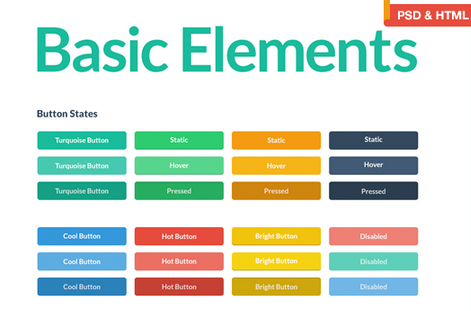 PSD & HTML
Basic Elements
Button States
Turquoise Button Static Static Static
Turquoise Button Hover Hover Hover
Turquoise Button Pressed Pressed Pressed
Cool Button Hot Button Bright Button Disabled
Cool Button Hot Button Bright Button Disabled
Cool Button Hot Button Bright Button Disabled